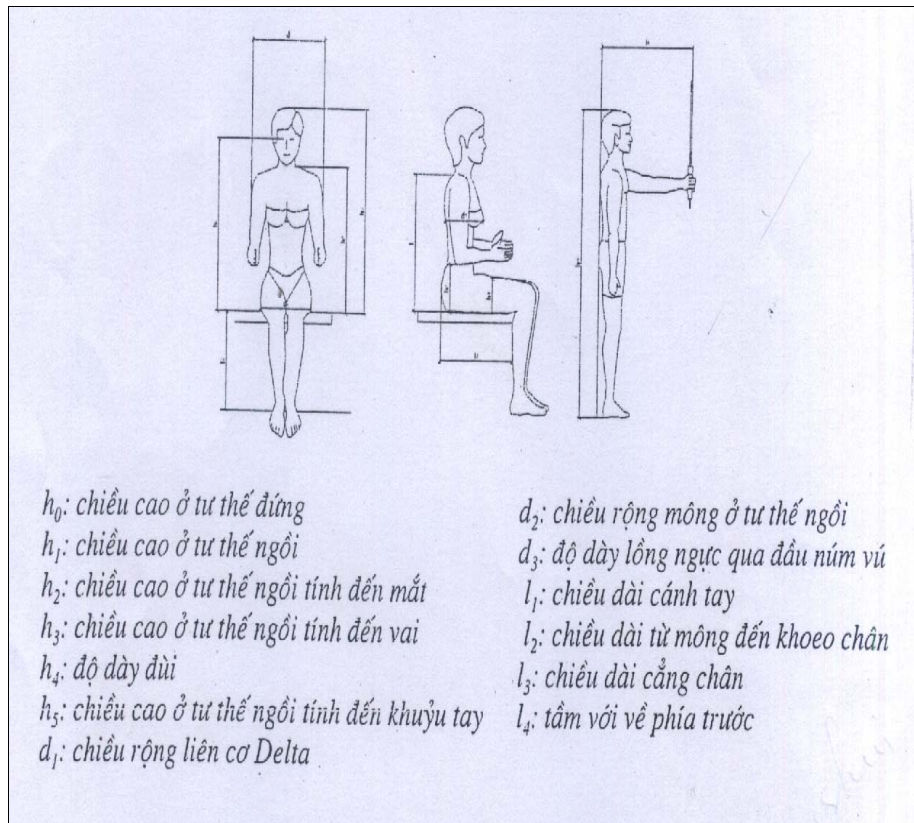 h₀: chiều cao ở tư thế đứng
h₁: chiều cao ở tư thế ngồi
h₂: chiều cao ở tư thế ngồi tính đến mắt
h₃: chiều cao ở tư thế ngồi tính đến vai
h₄: độ dày đùi
h₅: chiều cao ở tư thế ngồi tính đến khuỷu tay
d₁: chiều rộng liên cơ Delta
d₂: chiều rộng mông ở tư thế ngồi
d₃: độ dày lồng ngực qua đầu núm vú
l₁: chiều dài cánh tay
l₂: chiều dài từ mông đến khoeo chân
l₃: chiều dài cẳng chân
l₄: tầm với về phía trước